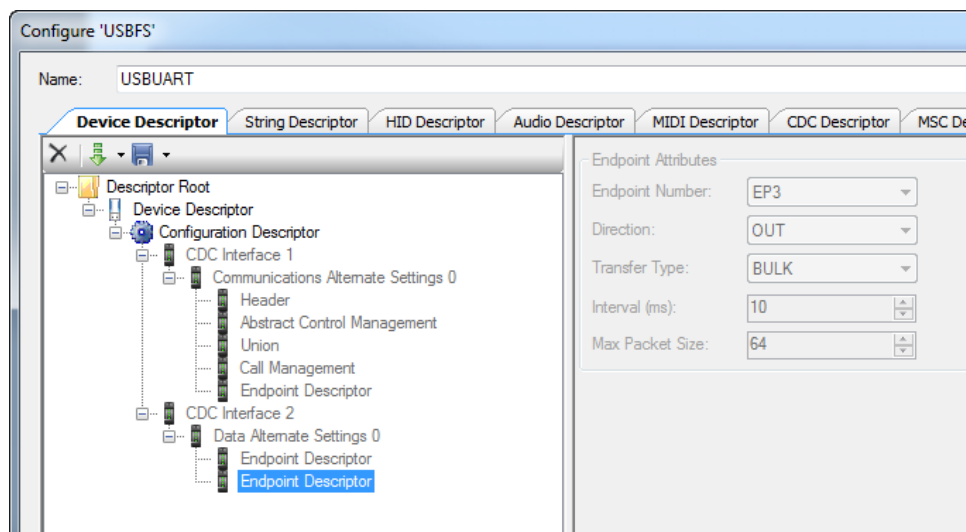 Configure 'USBFS'
Name: USBUART
Device Descriptor String Descriptor HID Descriptor Audio Descriptor MIDI Descriptor CDC Descriptor MSC De
Descriptor Root
Device Descriptor
Configuration Descriptor
CDC Interface 1
Communications Alternate Settings 0
Header
Abstract Control Management
Union
Call Management
Endpoint Descriptor
CDC Interface 2
Data Alternate Settings 0
Endpoint Descriptor
Endpoint Descriptor
Endpoint Attributes
Endpoint Number: EP3
Direction: OUT
Transfer Type: BULK
Interval (ms): 10
Max Packet Size: 64